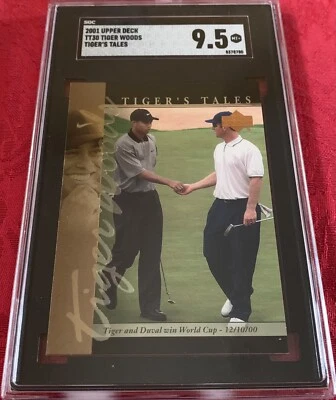 SGC
2001 UPPER DECK
TT30 TIGER WOODS
TIGER'S TALES
9.5
TIGER'S TALES
Tiger and Duval win World Cup - 12/10/00